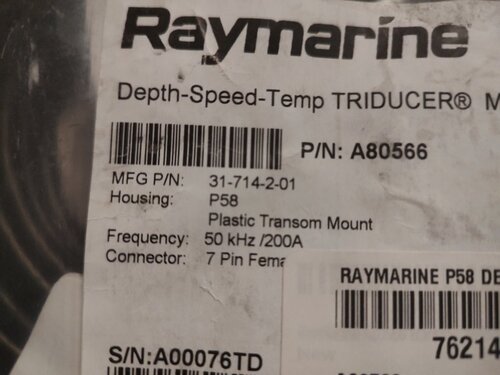 Raymarine
Depth-Speed-Temp TRIDUCER® M
P/N: A80566
MFG P/N: 31-714-2-01
Housing: P58
Plastic Transom Mount
Frequency: 50 kHz /200A
Connector: 7 Pin Fema
RAYMARINE P58 DE
76214
S/N:A00076TD